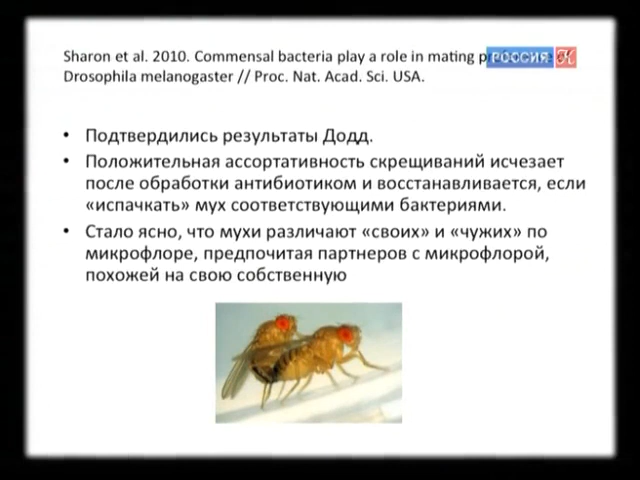 Sharon et al. 2010. Commensal bacteria play a role in mating
РОССИЯ К
Drosophila melanogaster // Proc. Nat. Acad. Sci. USA.
• Подтвердились результаты Додд.
• Положительная ассортативность скрещиваний исчезает
после обработки антибиотиком и восстанавливается, если
«испачкать» мух соответствующими бактериями.
• Стало ясно, что мухи различают «своих» и «чужих» по
микрофлоре, предпочитая партнеров с микрофлорой,
похожей на свою собственную